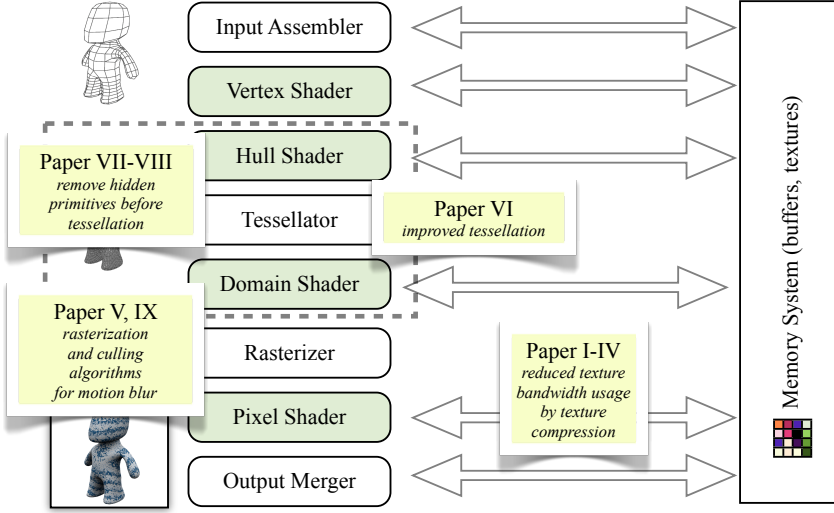 Input Assembler
Vertex Shader
Hull Shader
Tessellator
Domain Shader
Rasterizer
Pixel Shader
Output Merger
Paper VII-VIII
remove hidden
primitives before
tessellation
Paper VI
improved tessellation
Paper V, IX
rasterization
and culling
algorithms
for motion blur
Paper I-IV
reduced texture
bandwidth usage
by texture
compression
Memory System (buffers, textures)